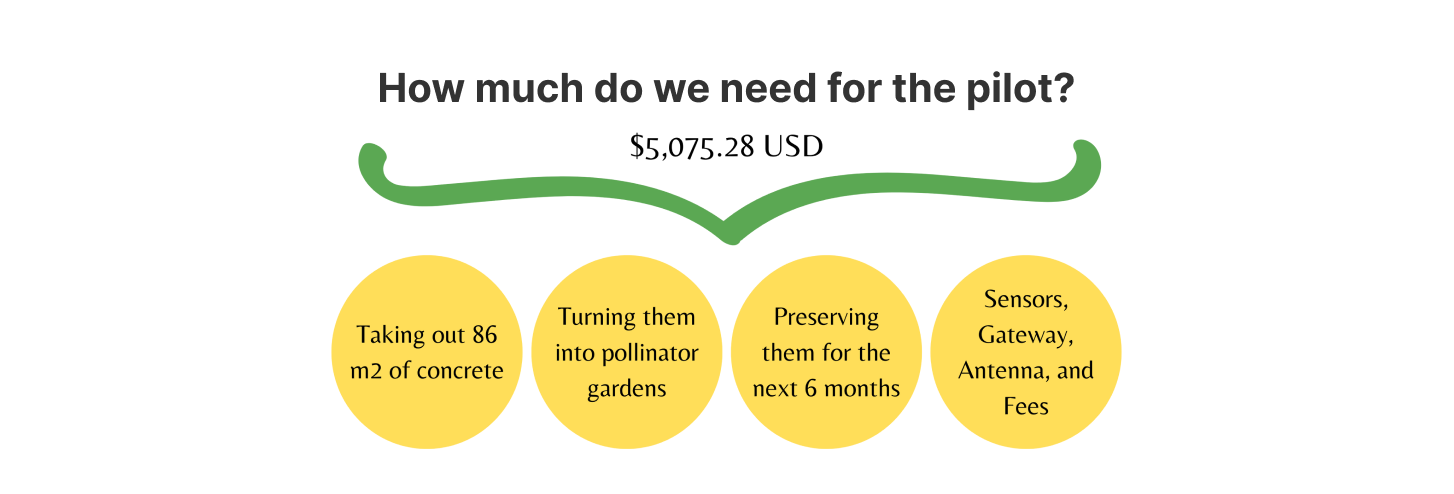 How much do we need for the pilot?
$5,075.28 USD
Taking out 86
m2 of concrete
Turning them
into pollinator
gardens
Preserving
them for the
next 6 months
Sensors,
Gateway,
Antenna, and
Fees